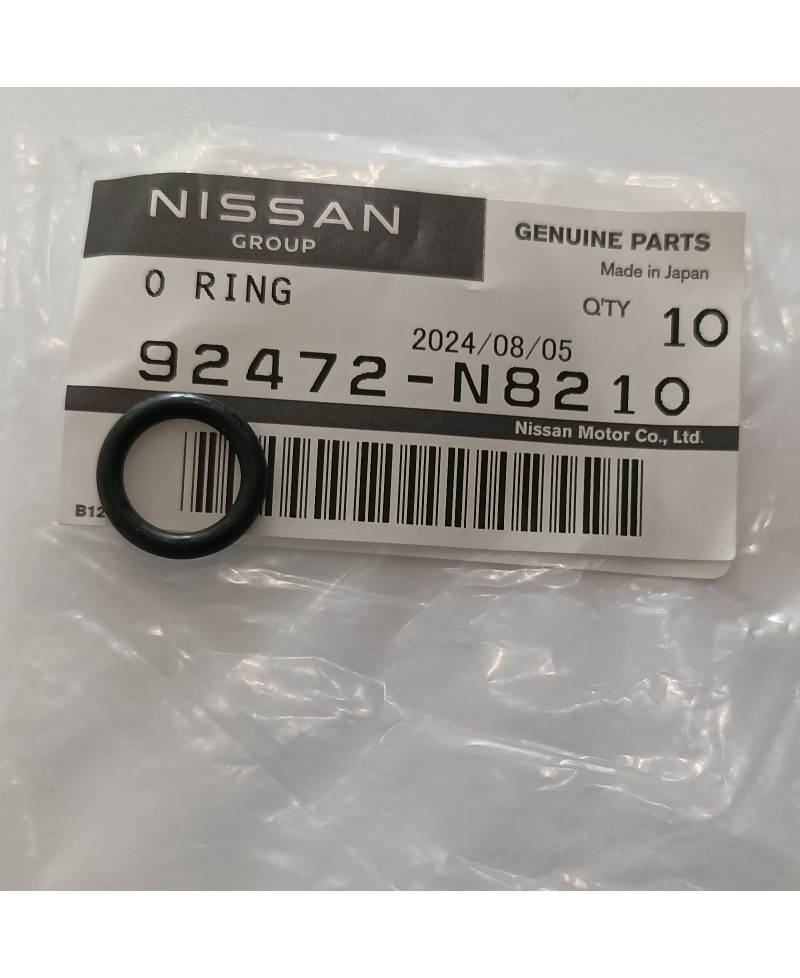 NISSAN
GROUP
GENUINE PARTS
Made in Japan
O RING
Q'TY 10
2024/08/05
92472-N8210
Nissan Motor Co., Ltd.